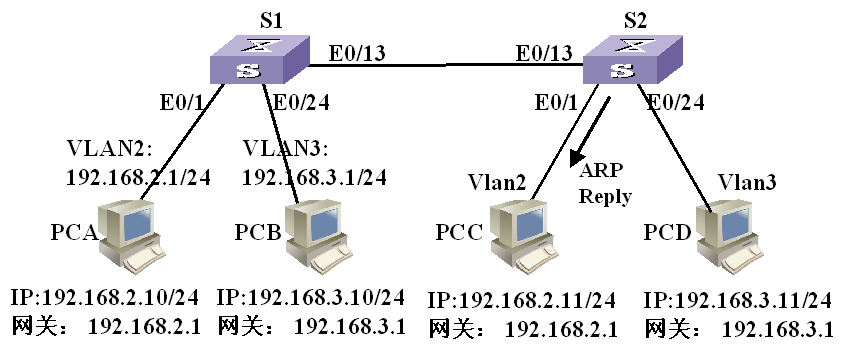 S1
S2
E0/13
E0/13
E0/1
E0/24
E0/1
E0/24
VLAN2:
192.168.2.1/24
VLAN3:
192.168.3.1/24
Vlan2
ARP
Reply
Vlan3
PCA
PCB
PCC
PCD
IP:192.168.2.10/24
网关： 192.168.2.1
IP:192.168.3.10/24
网关： 192.168.3.1
IP:192.168.2.11/24
网关： 192.168.2.1
IP:192.168.3.11/24
网关： 192.168.3.1